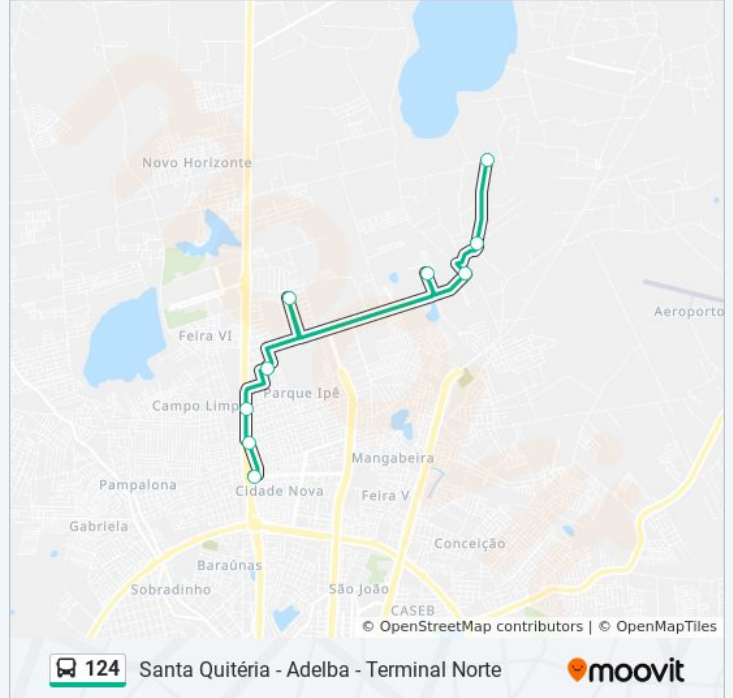 Novo Horizonte
Aeroporto
Feira VI
Parque Ipê
Campo Limp
Mangabeira
Pampalona
Cidade Nova
Feira V
Gabriela
Conceição
Baraúnas
Sobradinho
São João
CASEB
© OpenStreetMap contributors | © OpenMapTiles
124 Santa Quitéria - Adelba - Terminal Norte
moovit